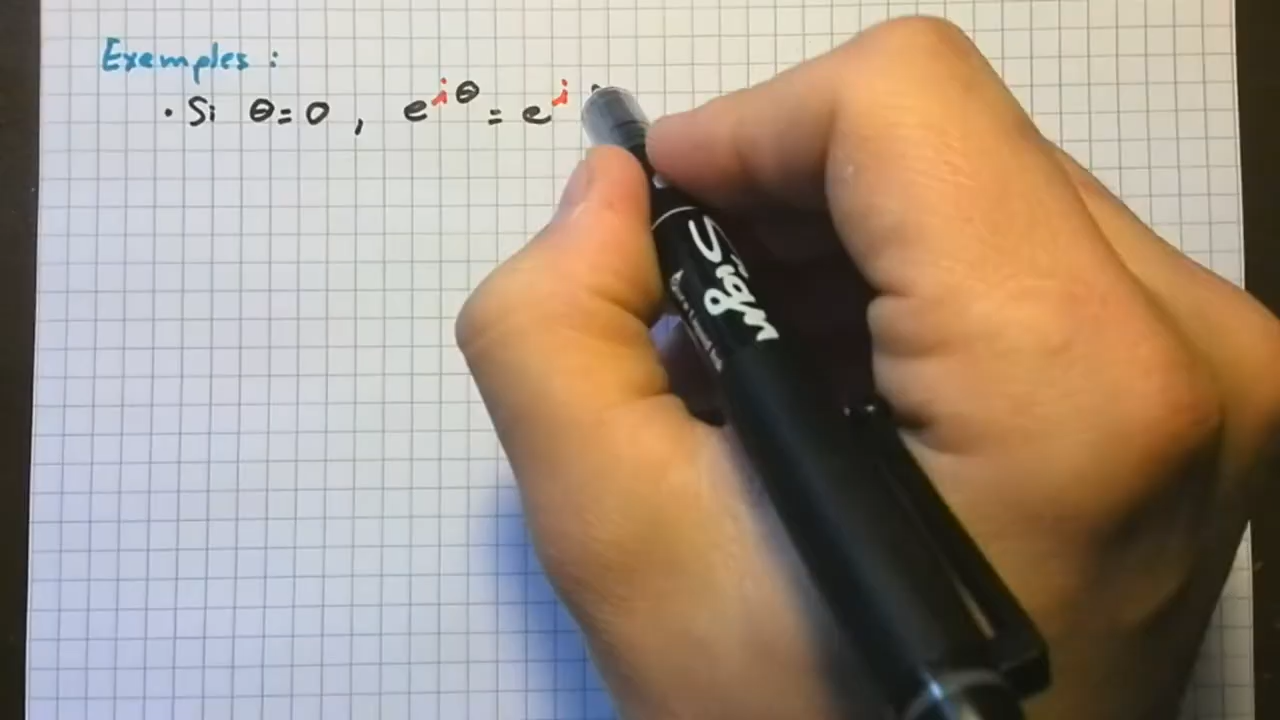 Exemples :
• Si θ = 0 , e^{iθ} = e^{i
Sign